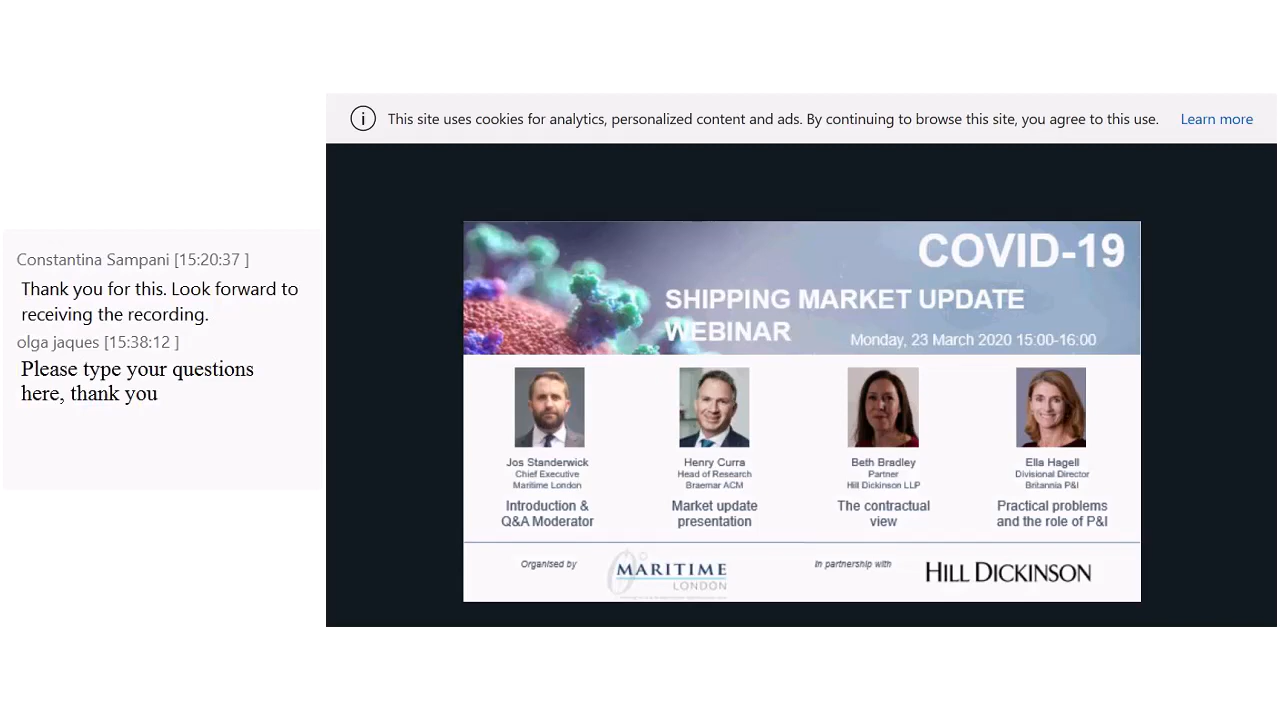 This site uses cookies for analytics, personalized content and ads. By continuing to browse this site, you agree to this use. Learn more
Constantina Sampani [15:20:37 ]
Thank you for this. Look forward to
receiving the recording.
olga jaques [15:38:12 ]
Please type your questions
here, thank you
COVID-19
SHIPPING MARKET UPDATE
WEBINAR
Monday, 23 March 2020 15:00-16:00
Jos Standerwick
Chief Executive
Maritime London
Introduction &
Q&A Moderator
Henry Curra
Head of Research
Braemar ACM
Market update
presentation
Beth Bradley
Partner
Hill Dickinson LLP
The contractual
view
Ella Hagell
Divisional Director
Britannia P&I
Practical problems
and the role of P&I
Organised by
MARITIME
LONDON
In partnership with
HILL DICKINSON